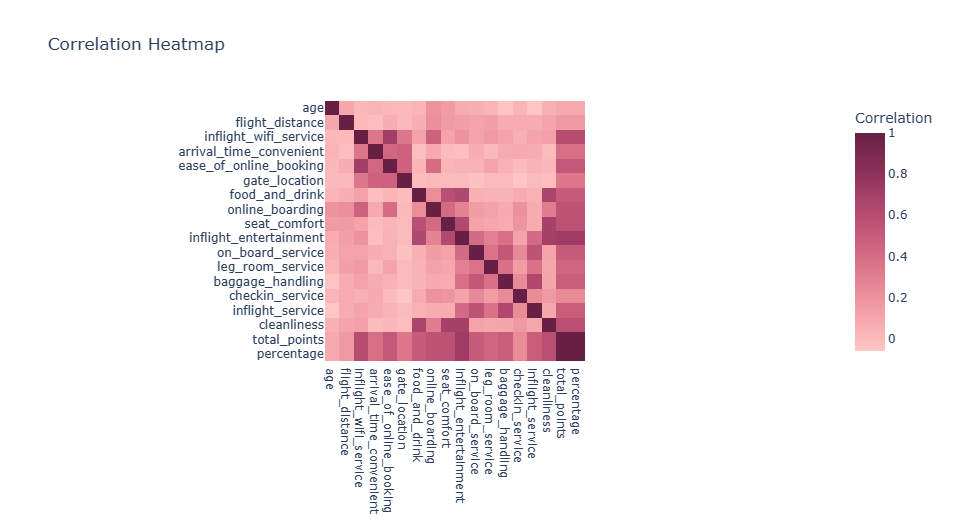 Correlation Heatmap
age
flight_distance
inflight_wifi_service
arrival_time_convenient
ease_of_online_booking
gate_location
food_and_drink
online_boarding
seat_comfort
inflight_entertainment
on_board_service
leg_room_service
baggage_handling
checkin_service
inflight_service
cleanliness
total_points
percentage
age
flight_distance
inflight_wifi_service
arrival_time_convenient
ease_of_online_booking
gate_location
food_and_drink
online_boarding
seat_comfort
inflight_entertainment
on_board_service
leg_room_service
baggage_handling
checkin_service
inflight_service
cleanliness
total_points
percentage
Correlation
1
0.8
0.6
0.4
0.2
0